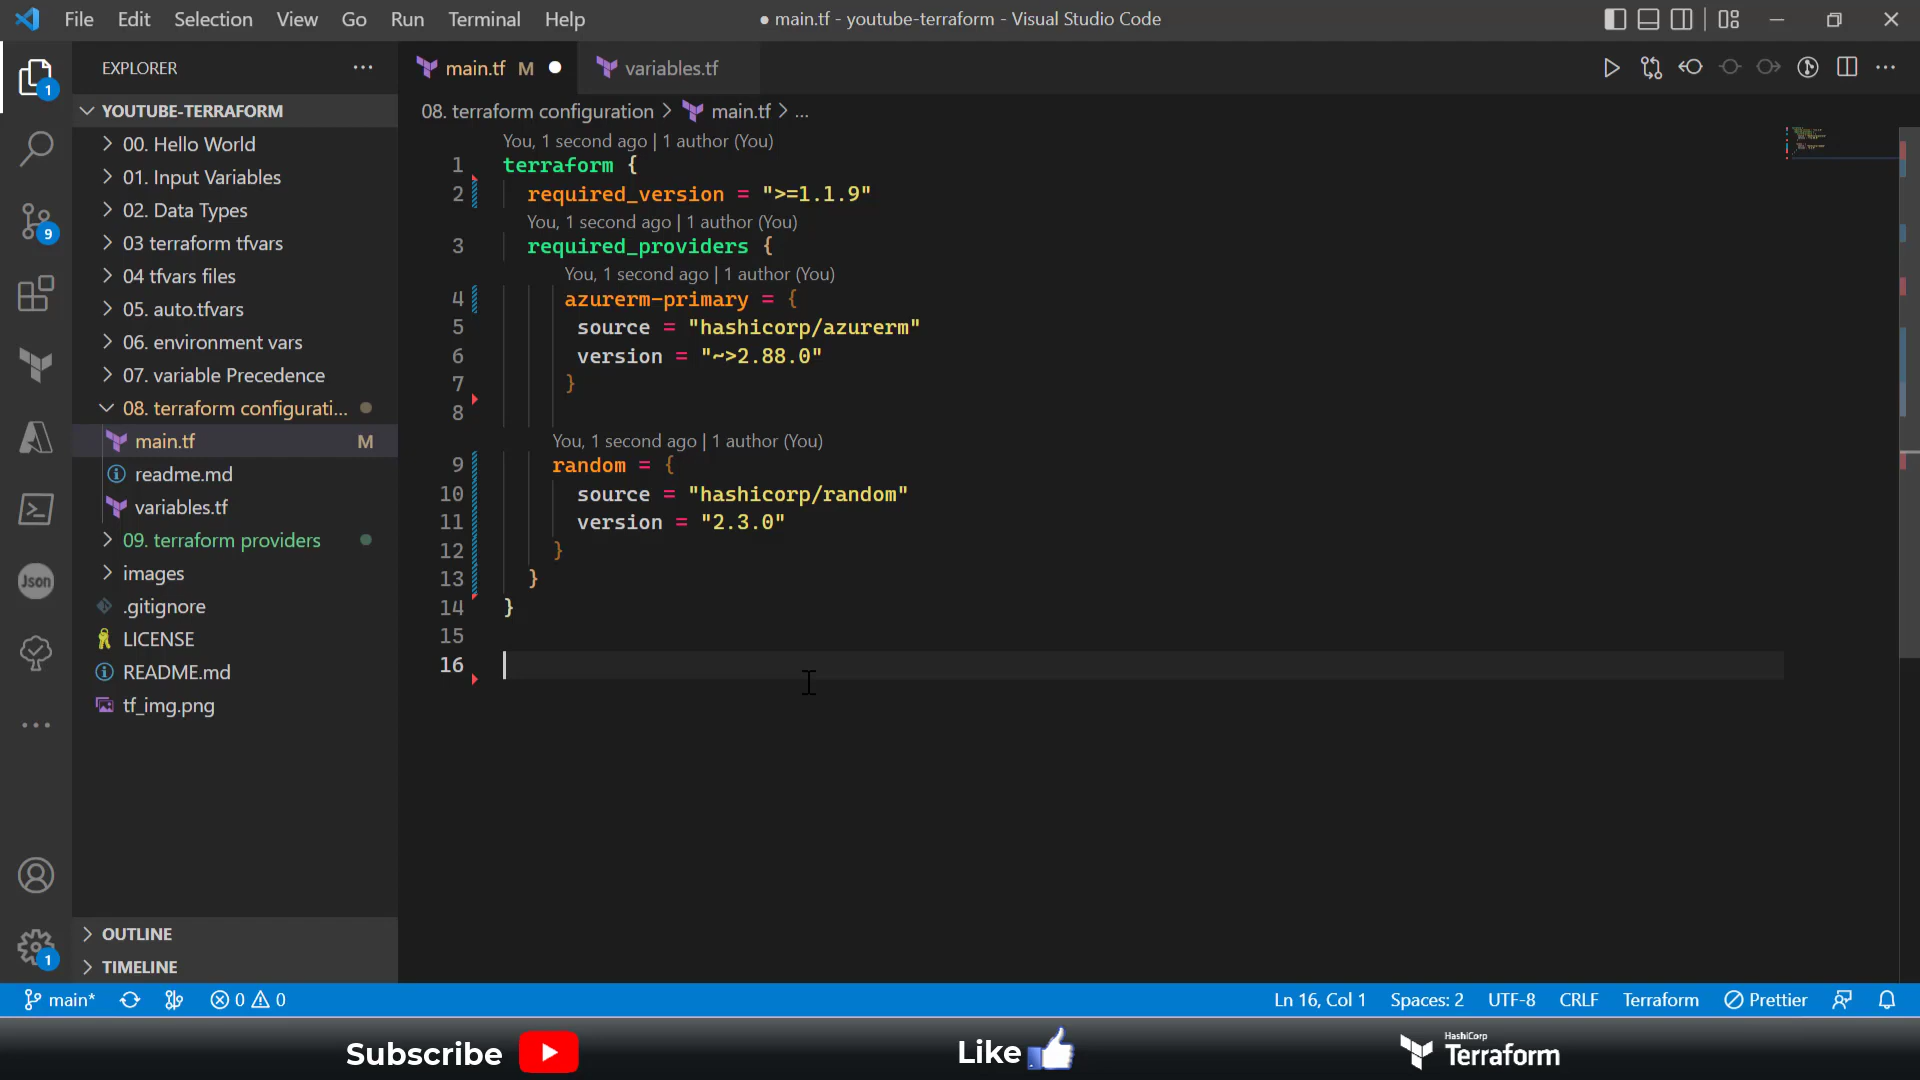 File Edit Selection View Go Run Terminal Help
● main.tf - youtube-terraform - Visual Studio Code
EXPLORER
YOUTUBE-TERRAFORM
00. Hello World
01. Input Variables
02. Data Types
03 terraform tfvars
04 tfvars files
05. auto.tfvars
06. environment vars
07. variable Precedence
08. terraform configurati...
main.tf M
readme.md
variables.tf
09. terraform providers
images
.gitignore
LICENSE
README.md
tf_img.png
OUTLINE
TIMELINE
1
9
Json
1
main.tf M
variables.tf
08. terraform configuration > main.tf > ...
You, 1 second ago | 1 author (You)
1 terraform {
2 required_version = ">=1.1.9"
You, 1 second ago | 1 author (You)
3 required_providers {
You, 1 second ago | 1 author (You)
4 azurerm-primary = {
5 source = "hashicorp/azurerm"
6 version = "~>2.88.0"
7 }
8
You, 1 second ago | 1 author (You)
9 random = {
10 source = "hashicorp/random"
11 version = "2.3.0"
12 }
13 }
14 }
15
16
main* 0 0
Ln 16, Col 1 Spaces: 2 UTF-8 CRLF Terraform Prettier
Subscribe
Like
HashiCorp
Terraform